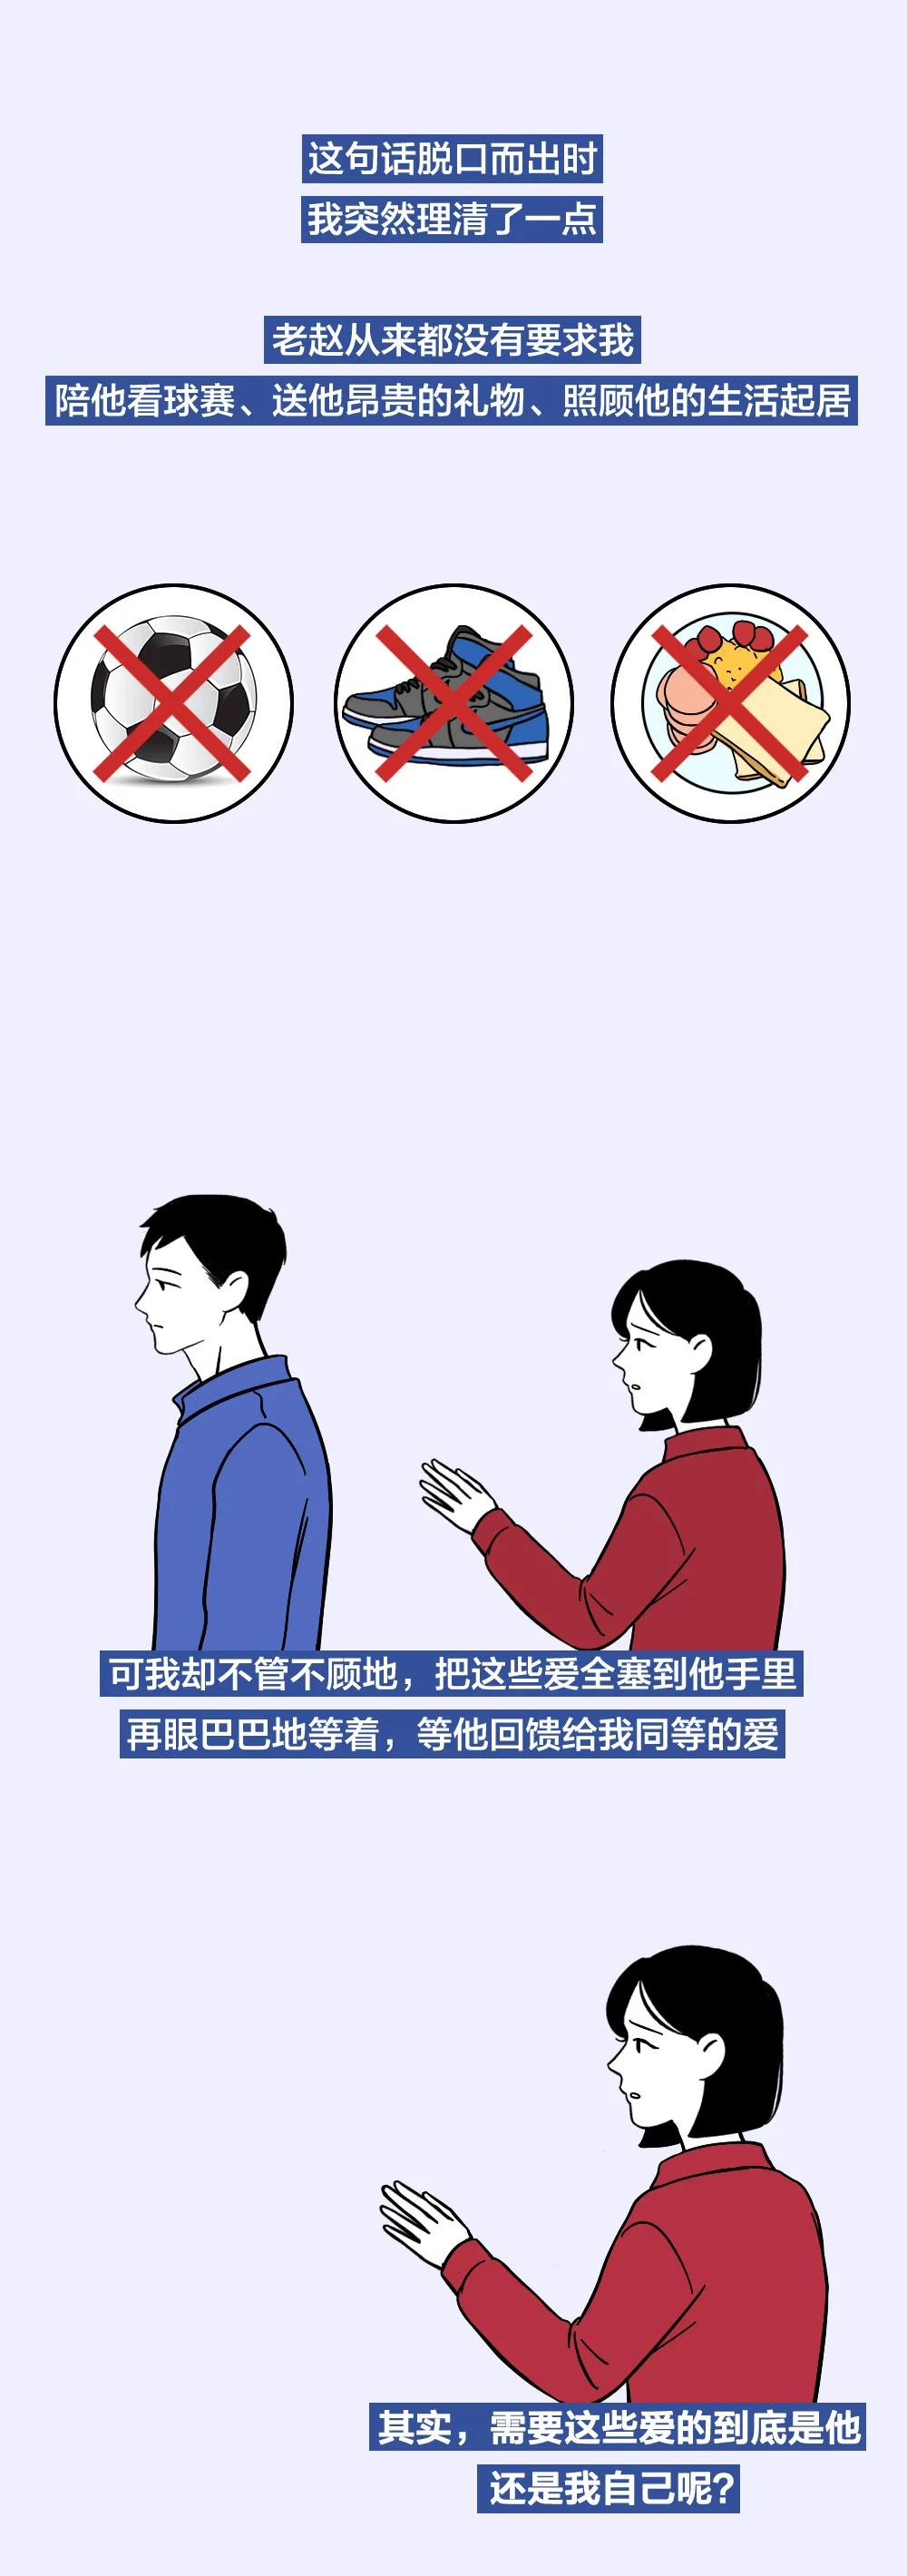 这句话脱口而出时
我突然理清了一点
老赵从来都没有要求我
陪他看球赛、送他昂贵的礼物、照顾他的生活起居
可我却不管不顾地，把这些爱全塞到他手里
再眼巴巴地等着，等他回馈给我同等的爱
其实，需要这些爱的到底是他
还是我自己呢?